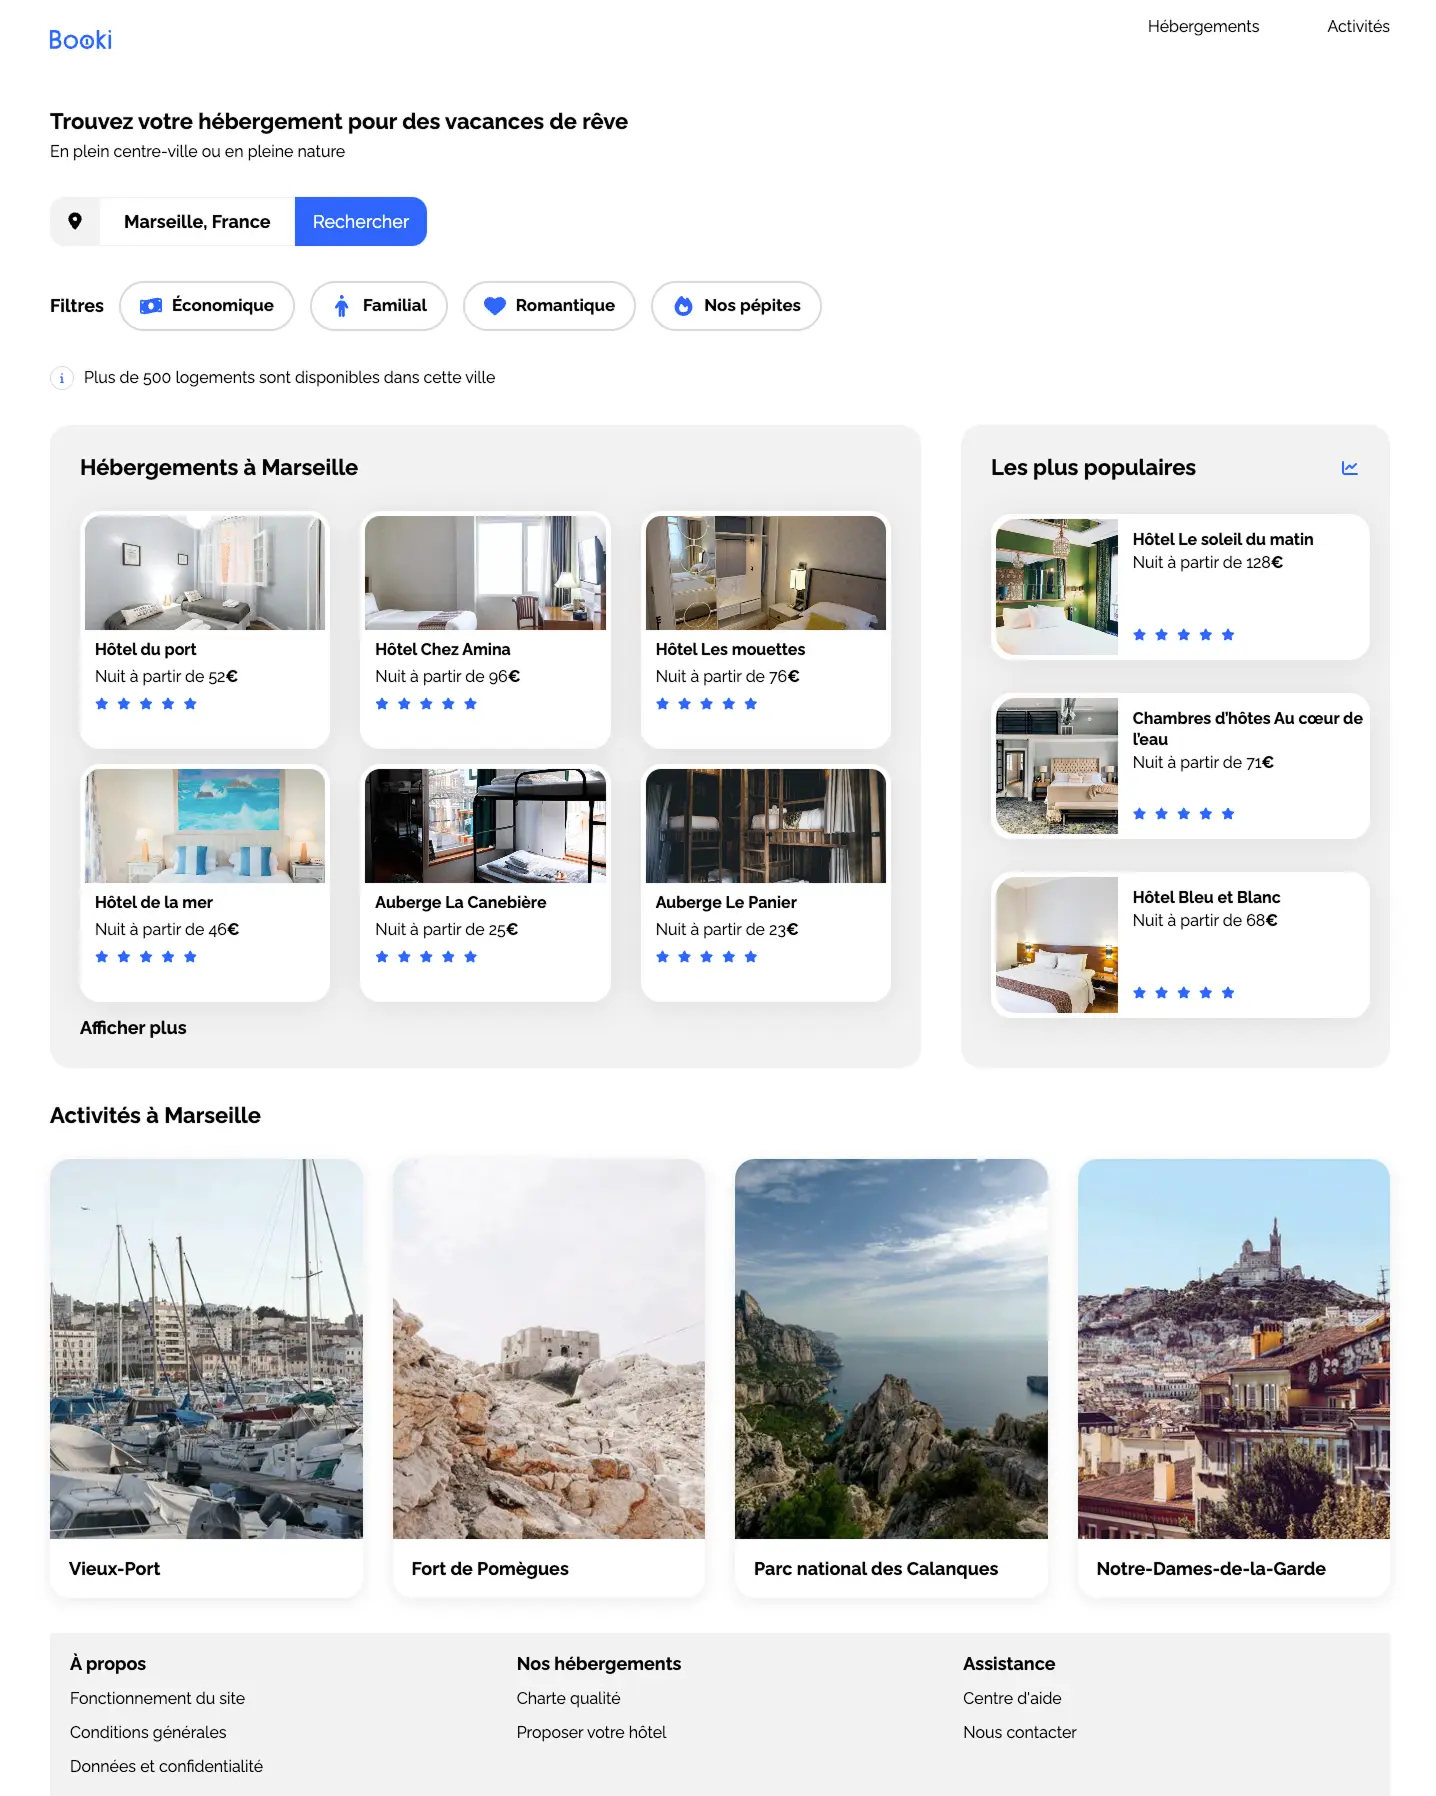 Booki
Hébergements
Activités
Trouvez votre hébergement pour des vacances de rêve
En plein centre-ville ou en pleine nature
Marseille, France
Rechercher
Filtres
Économique
Familial
Romantique
Nos pépites
Plus de 500 logements sont disponibles dans cette ville
Hébergements à Marseille
Hôtel du port
Nuit à partir de 52€
Hôtel Chez Amina
Nuit à partir de 96€
Hôtel Les mouettes
Nuit à partir de 76€
Hôtel de la mer
Nuit à partir de 46€
Auberge La Canebière
Nuit à partir de 25€
Auberge Le Panier
Nuit à partir de 23€
Afficher plus
Les plus populaires
Hôtel Le soleil du matin
Nuit à partir de 128€
Chambres d'hôtes Au cœur de
l'eau
Nuit à partir de 71€
Hôtel Bleu et Blanc
Nuit à partir de 68€
Activités à Marseille
Vieux-Port
Fort de Pomègues
Parc national des Calanques
Notre-Dames-de-la-Garde
À propos
Fonctionnement du site
Conditions générales
Données et confidentialité
Nos hébergements
Charte qualité
Proposer votre hôtel
Assistance
Centre d'aide
Nous contacter